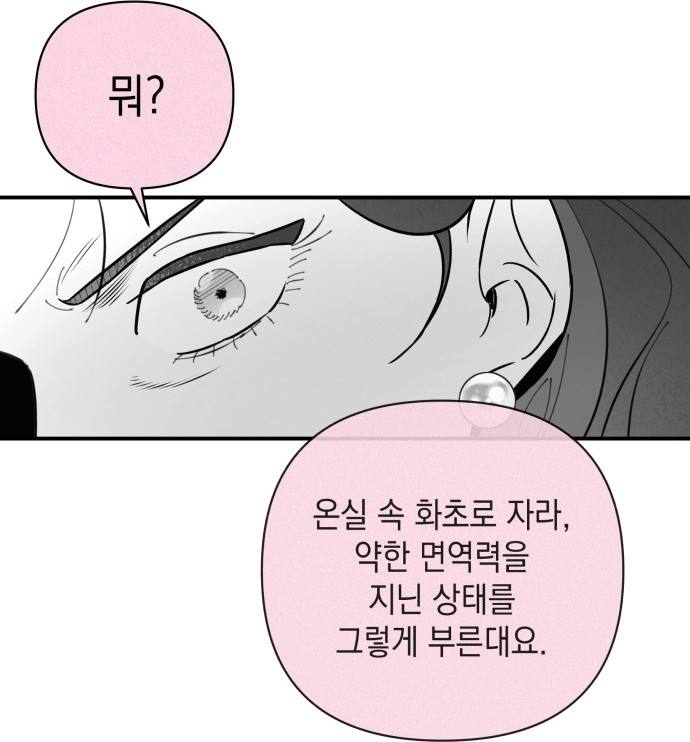 뭐?
온실 속 화초로 자라,
약한 면역력을
지닌 상태를
그렇게 부른대요.